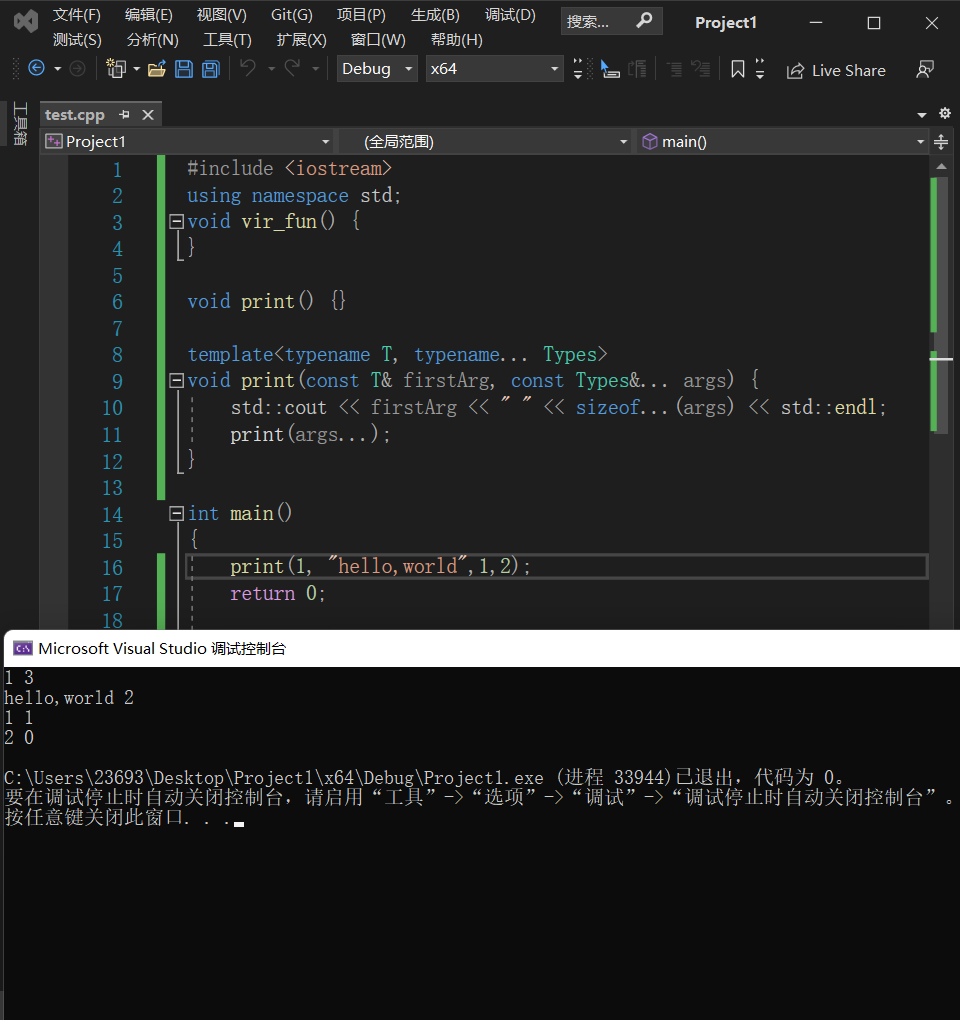 文件(F) 编辑(E) 视图(V) Git(G) 项目(P) 生成(B) 调试(D) 搜索... Project1
测试(S) 分析(N) 工具(T) 扩展(X) 窗口(W) 帮助(H)
Debug x64 Live Share
工具箱
test.cpp
Project1 (全局范围) main()
1 #include <iostream>
2 using namespace std;
3 void vir_fun() {
4 }
5
6 void print() {}
7
8 template<typename T, typename... Types>
9 void print(const T& firstArg, const Types&... args) {
10 std::cout << firstArg << " " << sizeof...(args) << std::endl;
11 print(args...);
12 }
13
14 int main()
15 {
16 print(1, "hello,world",1,2);
17 return 0;
18
Microsoft Visual Studio 调试控制台
1 3
hello,world 2
1 1
2 0
C:\Users\23693\Desktop\Project1\x64\Debug\Project1.exe (进程 33944)已退出，代码为 0。
要在调试停止时自动关闭控制台，请启用“工具”->“选项”->“调试”->“调试停止时自动关闭控制台”。
按任意键关闭此窗口. . .